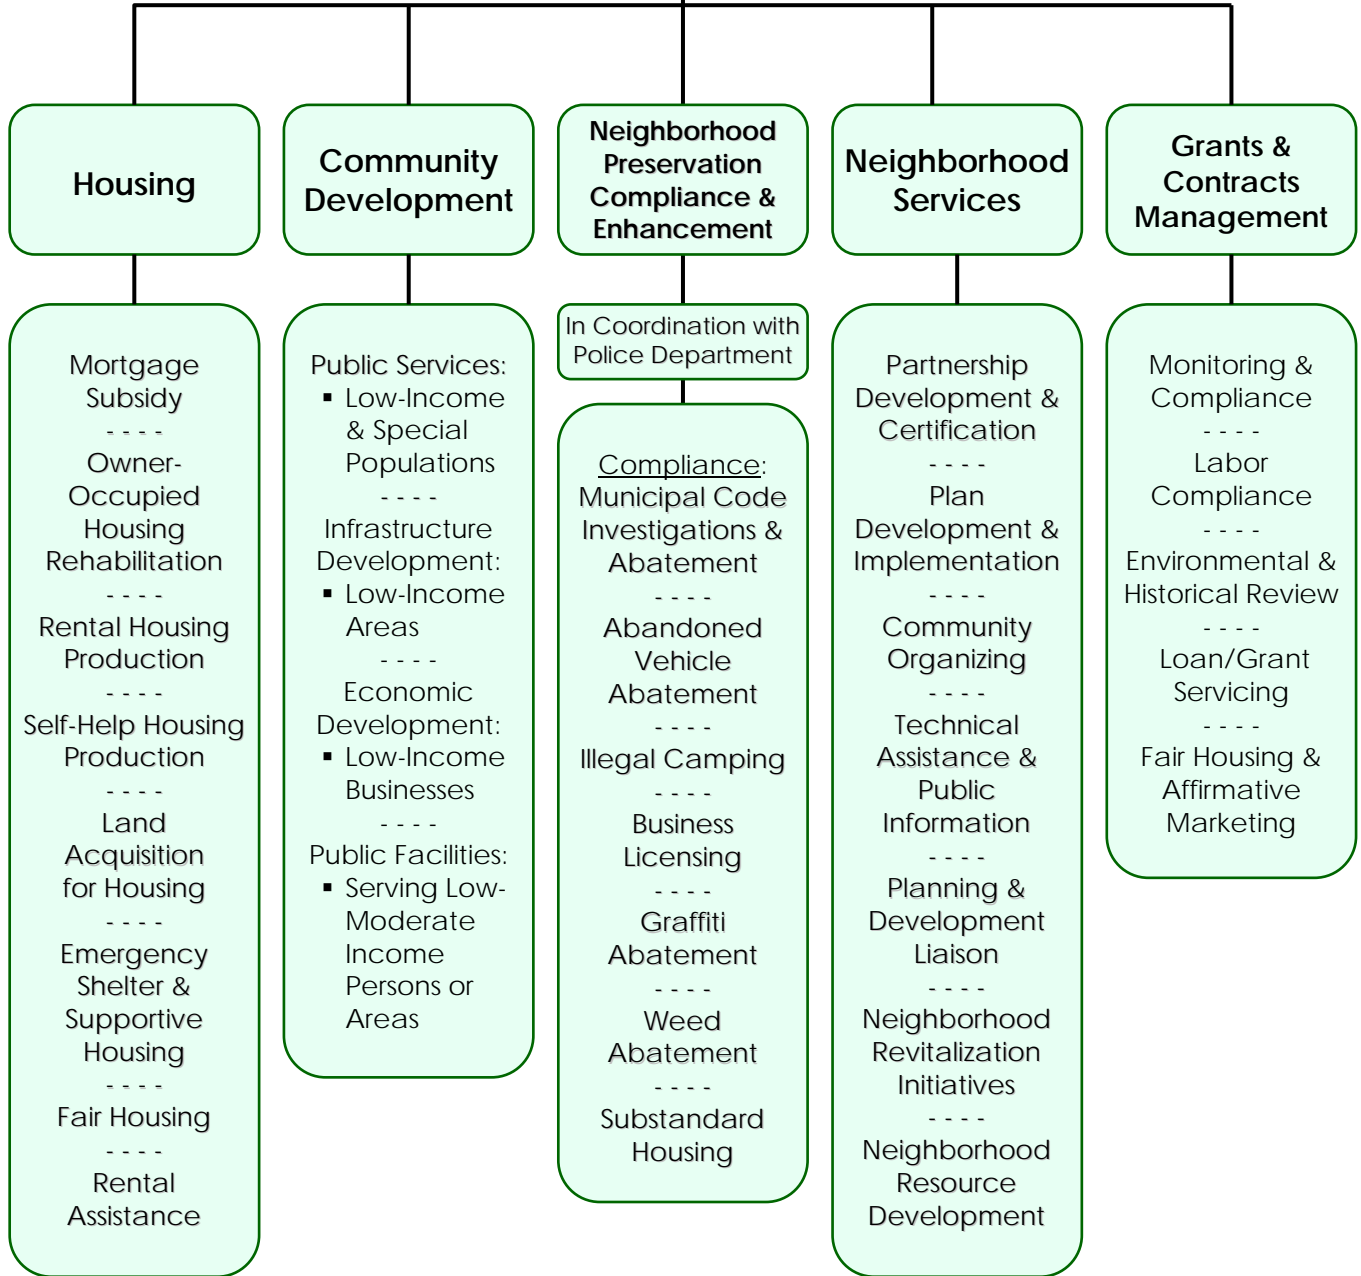 Housing
Community
Development
Neighborhood
Preservation
Compliance &
Enhancement
Neighborhood
Services
Grants &
Contracts
Management
Mortgage
Subsidy
- - - -
Owner-
Occupied
Housing
Rehabilitation
- - - -
Rental Housing
Production
- - - -
Self-Help Housing
Production
- - - -
Land
Acquisition
for Housing
- - - -
Emergency
Shelter &
Supportive
Housing
- - - -
Fair Housing
- - - -
Rental
Assistance
Public Services:
▪ Low-Income
& Special
Populations
- - - -
Infrastructure
Development:
▪ Low-Income
Areas
- - - -
Economic
Development:
▪ Low-Income
Businesses
- - - -
Public Facilities:
▪ Serving Low-
Moderate
Income
Persons or
Areas
In Coordination with
Police Department
Compliance:
Municipal Code
Investigations &
Abatement
- - - -
Abandoned
Vehicle
Abatement
- - - -
Illegal Camping
- - - -
Business
Licensing
- - - -
Graffiti
Abatement
- - - -
Weed
Abatement
- - - -
Substandard
Housing
Partnership
Development &
Certification
- - - -
Plan
Development &
Implementation
- - - -
Community
Organizing
- - - -
Technical
Assistance &
Public
Information
- - - -
Planning &
Development
Liaison
- - - -
Neighborhood
Revitalization
Initiatives
- - - -
Neighborhood
Resource
Development
Monitoring &
Compliance
- - - -
Labor
Compliance
- - - -
Environmental &
Historical Review
- - - -
Loan/Grant
Servicing
- - - -
Fair Housing &
Affirmative
Marketing